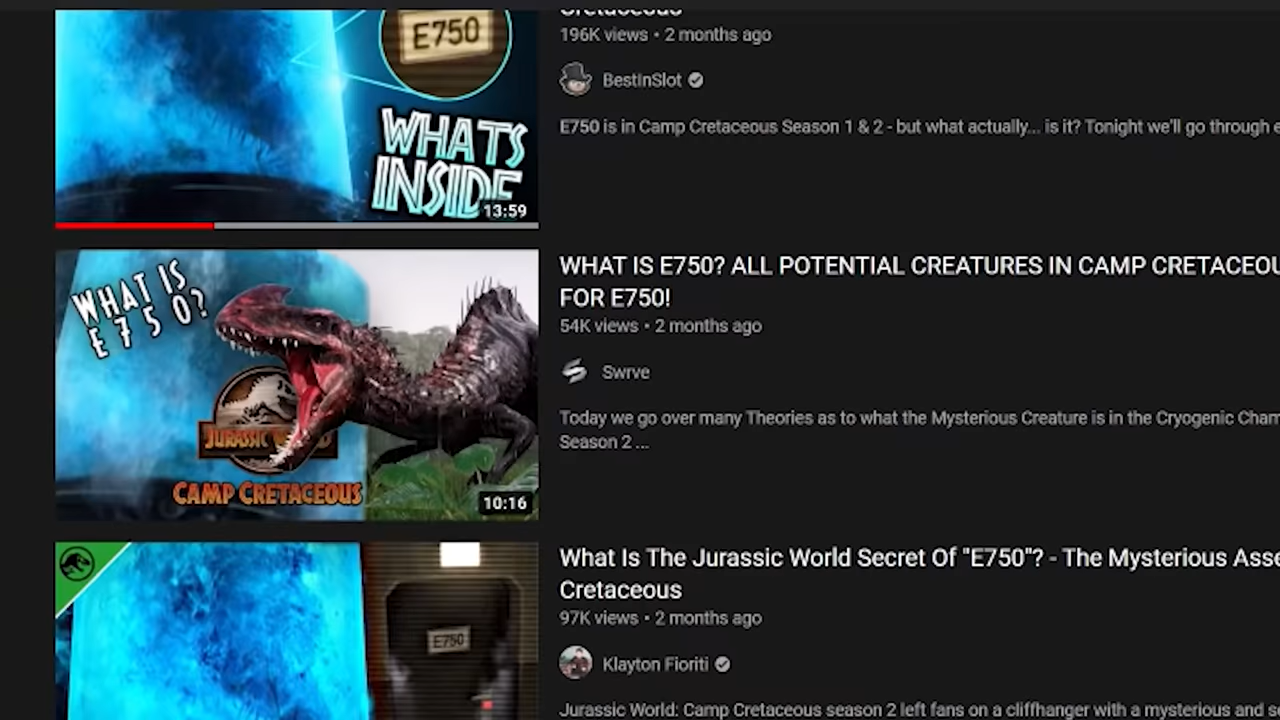 Cretaceous
E750
196K views • 2 months ago
BestInSlot
WHATS
INSIDE
13:59
E750 is in Camp Cretaceous Season 1 & 2 - but what actually... is it? Tonight we'll go through e
WHAT IS
E750?
JURASSIC
CAMP CRETACEOUS
10:16
WHAT IS E750? ALL POTENTIAL CREATURES IN CAMP CRETACEOU
FOR E750!
54K views • 2 months ago
Swrve
Today we go over many Theories as to what the Mysterious Creature is in the Cryogenic Cham
Season 2 ...
E750
What Is The Jurassic World Secret Of "E750"? - The Mysterious Asse
Cretaceous
97K views • 2 months ago
Klayton Fioriti
Jurassic World: Camp Cretaceous season 2 left fans on a cliffhanger with a mysterious and s